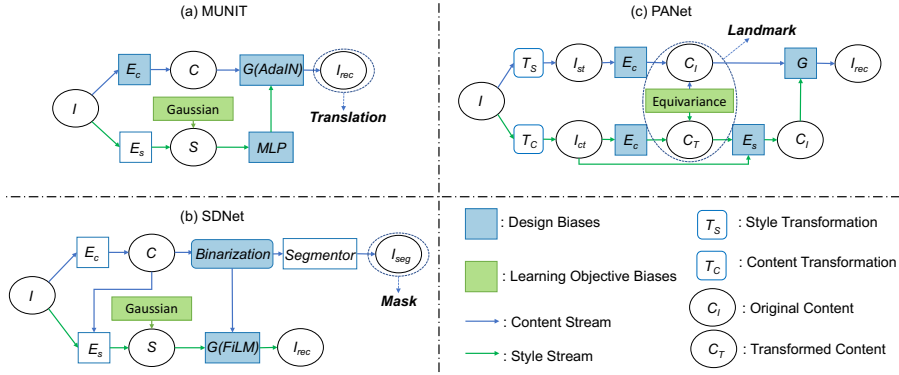 (a) MUNIT
E_c
C
G(AdaIN)
I_rec
I
Gaussian
Translation
E_s
S
MLP
(b) SDNet
E_c
C
Binarization
Segmentor
I_seg
I
Gaussian
Mask
E_s
S
G(FiLM)
I_rec
(c) PANet
Landmark
T_S
I_st
E_c
C_I
G
I_rec
I
Equivariance
T_C
I_ct
E_c
C_T
E_s
C_I
: Design Biases
: Learning Objective Biases
: Content Stream
: Style Stream
T_S : Style Transformation
T_C : Content Transformation
C_I : Original Content
C_T : Transformed Content